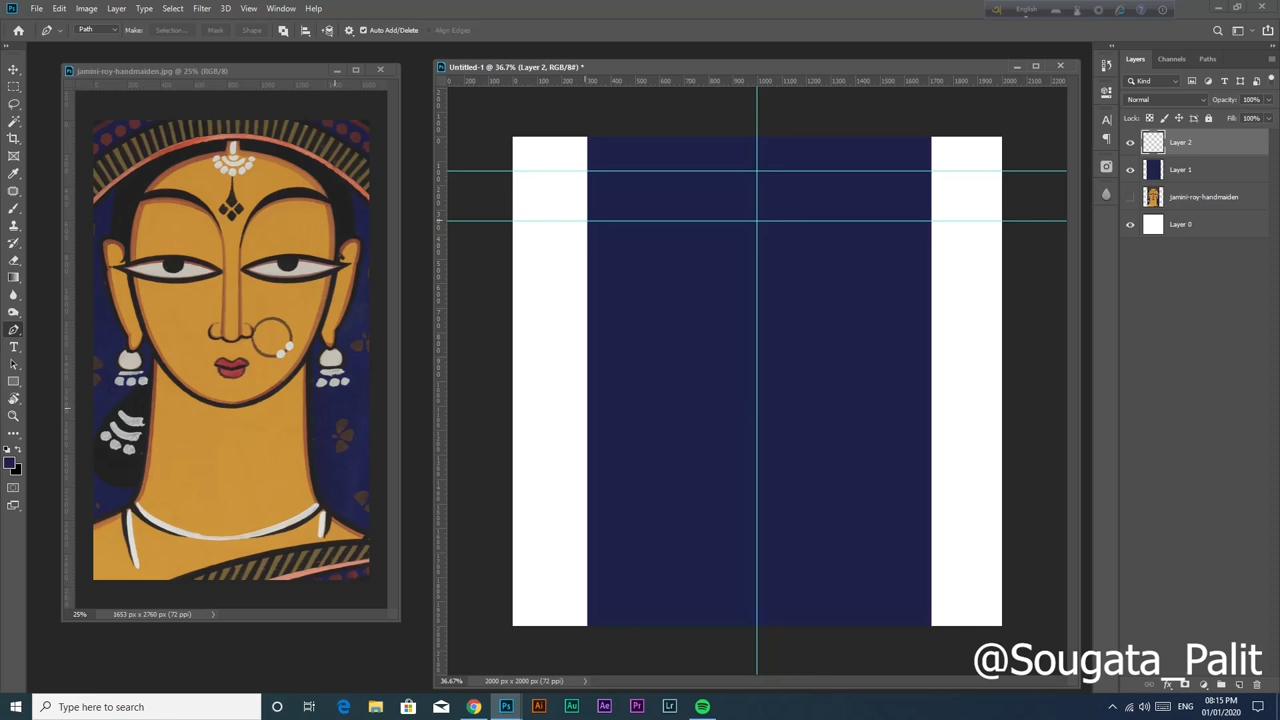 File Edit Image Layer Type Select Filter 3D View Window Help
English
Path Make: Selection... Mask Shape Auto Add/Delete Align Edges
jamini-roy-handmaiden.jpg @ 25% (RGB/8)
Untitled-1 @ 36.7% (Layer 2, RGB/8#) *
Layers Channels Paths
Kind
Normal Opacity: 100%
Lock: Fill: 100%
Layer 2
Layer 1
jamini-roy-handmaiden
Layer 0
25% 1653 px x 2760 px (72 ppi)
36.67% 2000 px x 2000 px (72 ppi)
@Sougata_Palit
Type here to search
ENG
08:15 PM
01/01/2020